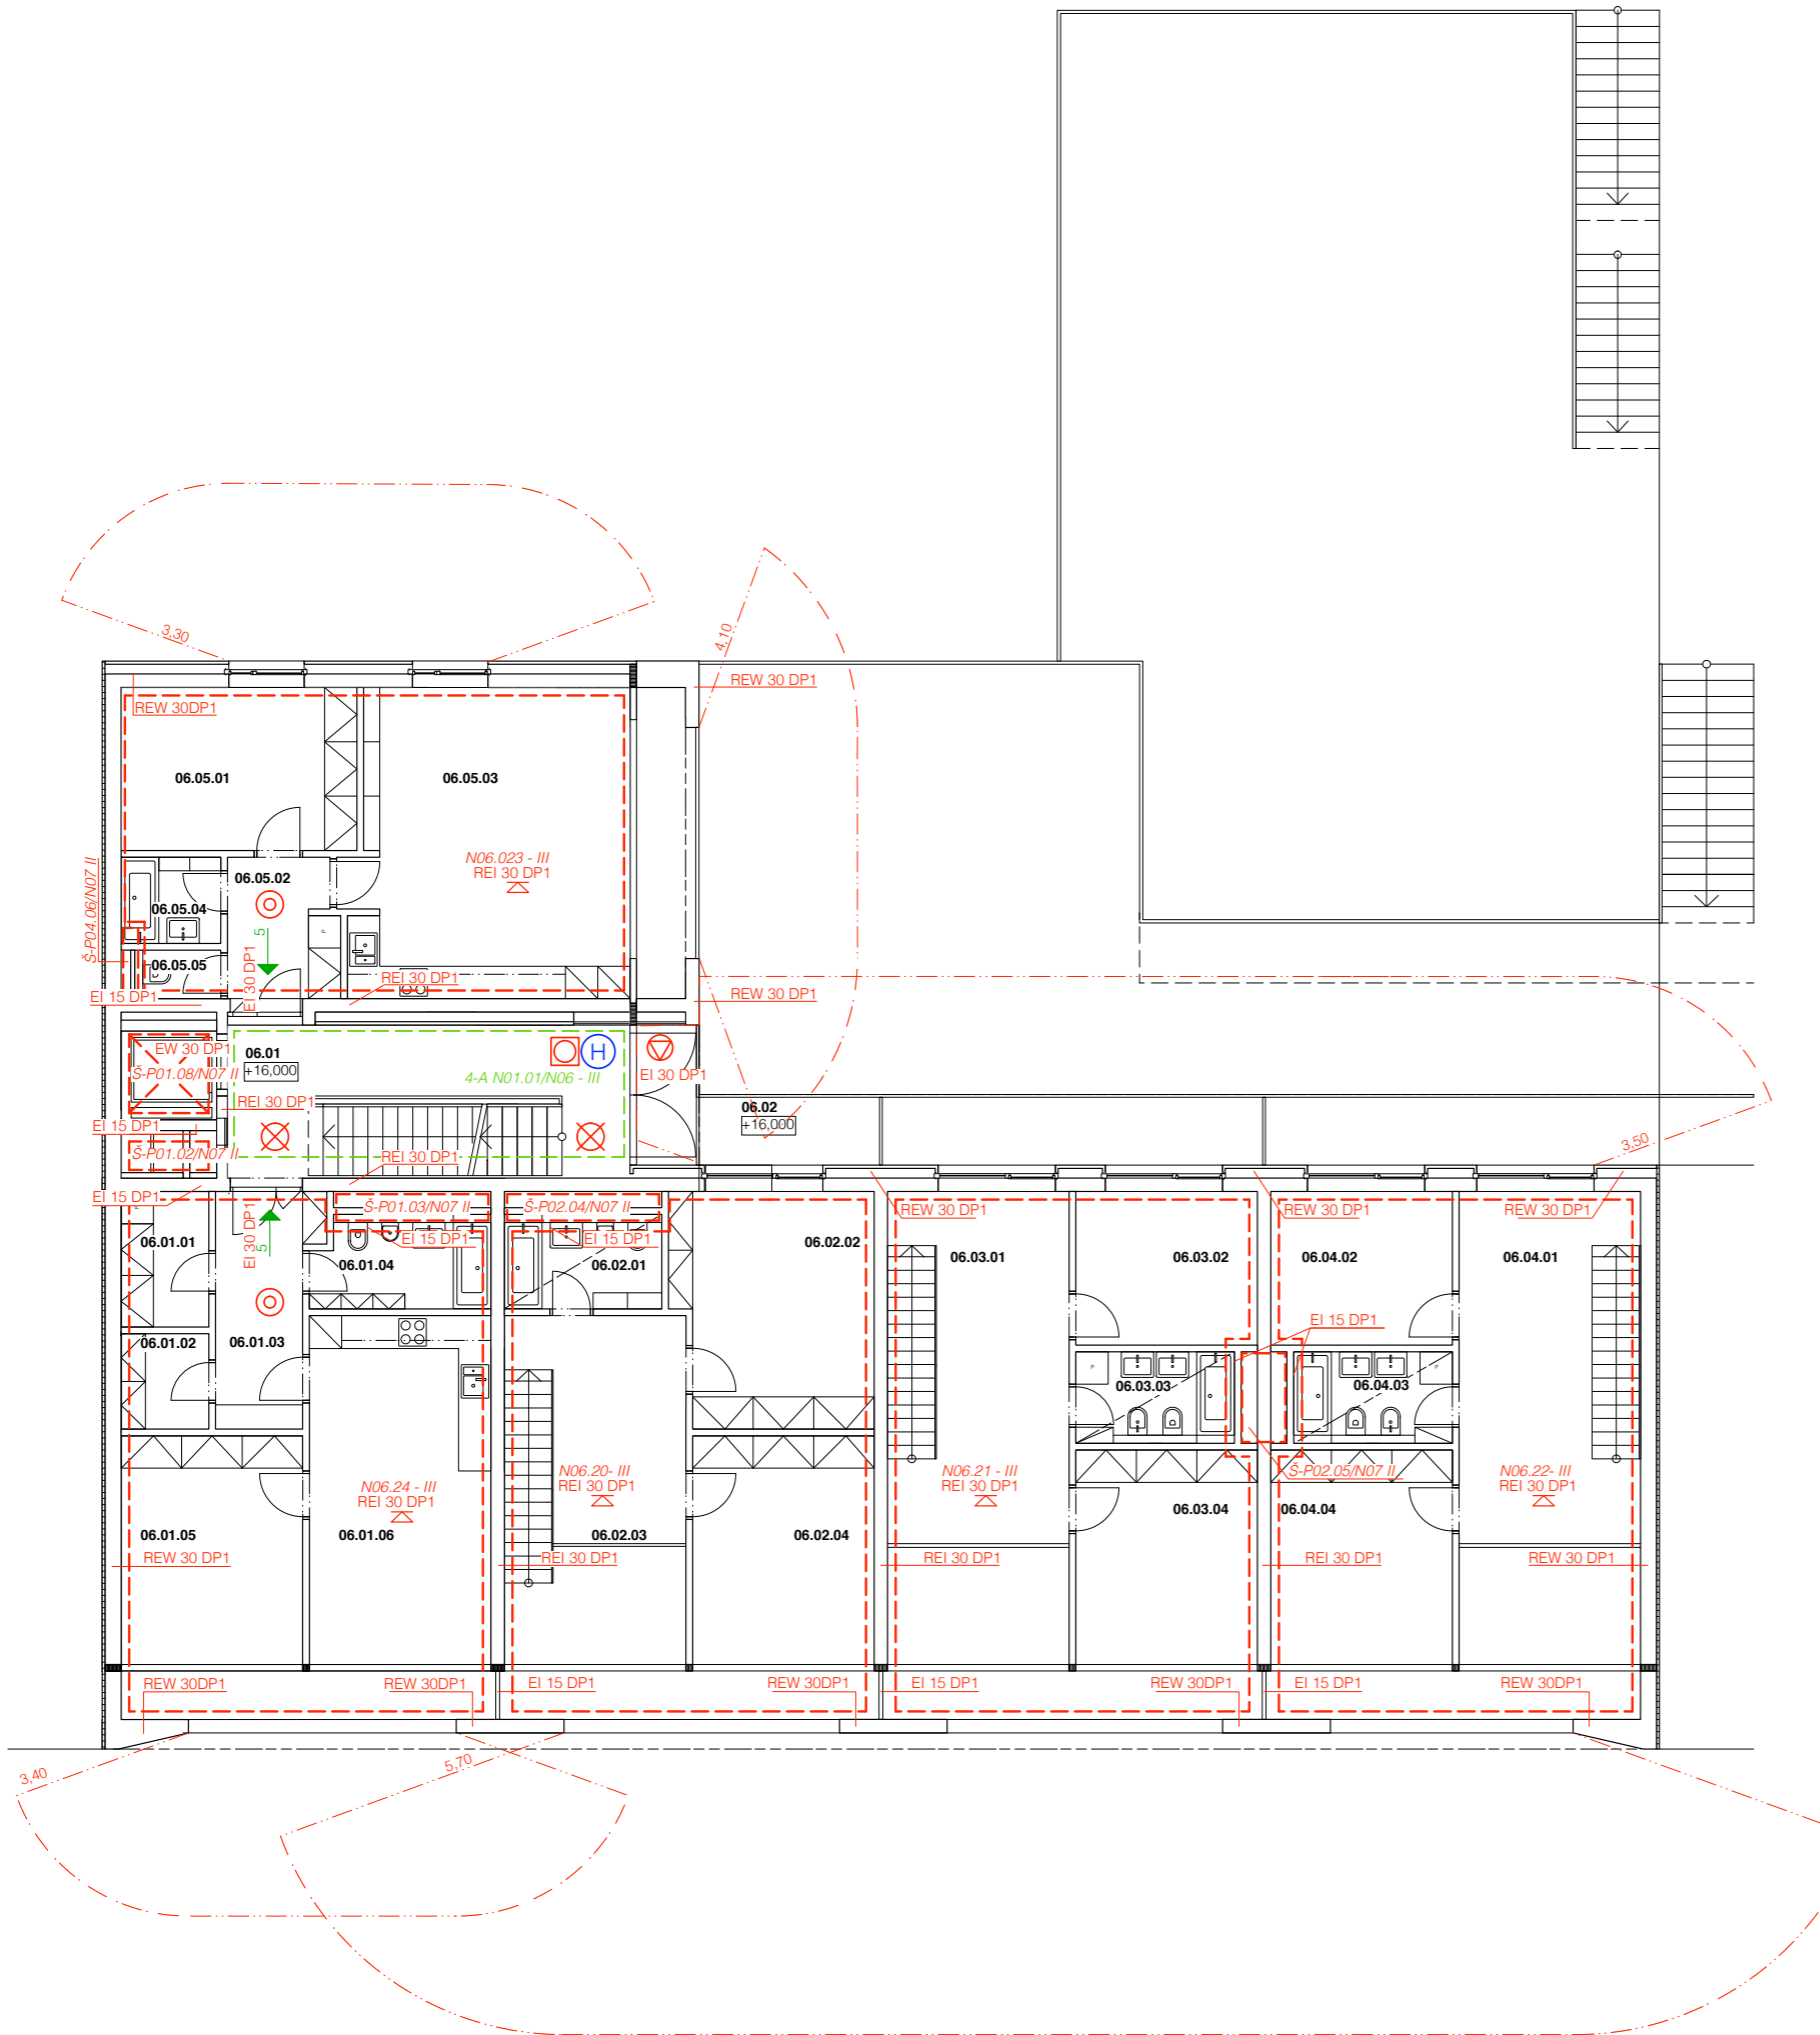 3,30
4,10
REW 30 DP1
REW 30DP1
06.05.01
06.05.03
N06.023 - III
REI 30 DP1
Š-P04.06/N07 II
06.05.02
06.05.04
5
EI 30 DP1
06.05.05
REI 30 DP1
EI 15 DP1
REW 30 DP1
EW 30 DP1
Š-P01.08/N07 II
06.01
+16,000
H
4-A N01.01/N06 - III
EI 30 DP1
REI 30 DP1
06.02
+16,000
EI 15 DP1
Š-P01.02/N07 II
REI 30 DP1
3,50
EI 15 DP1
EI 30 DP1
5
Š-P01.03/N07 II
Š-P02.04/N07 II
REW 30 DP1
REW 30 DP1
REW 30 DP1
06.01.01
EI 15 DP1
EI 15 DP1
06.02.02
06.01.04
06.02.01
06.03.01
06.03.02
06.04.02
06.04.01
EI 15 DP1
06.01.02
06.01.03
06.03.03
06.04.03
N06.24 - III
REI 30 DP1
N06.20- III
REI 30 DP1
N06.21 - III
REI 30 DP1
Š-P02.05/N07 II
N06.22- III
REI 30 DP1
06.01.05
06.01.06
06.02.03
06.02.04
06.03.04
06.04.04
REW 30 DP1
REI 30 DP1
REI 30 DP1
REI 30 DP1
REW 30 DP1
REW 30DP1
REW 30DP1
EI 15 DP1
REW 30DP1
EI 15 DP1
REW 30DP1
EI 15 DP1
REW 30DP1
3,40
5,70